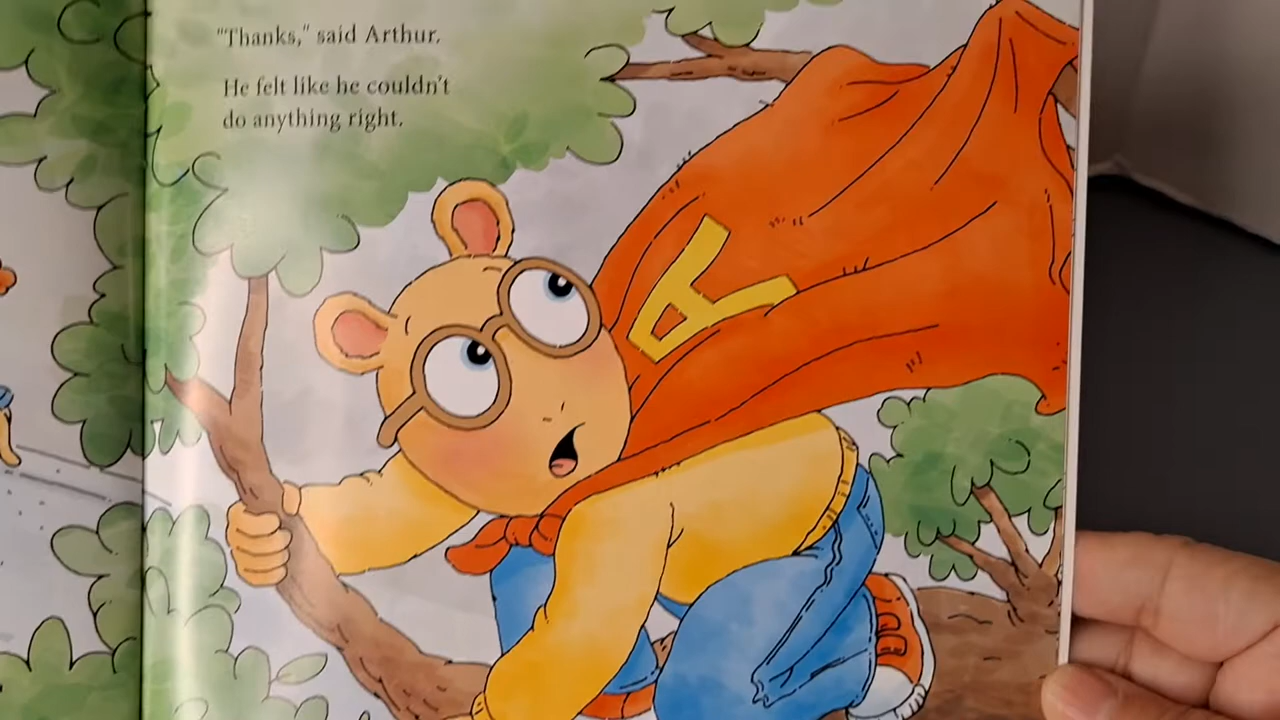 "Thanks," said Arthur.
He felt like he couldn't
do anything right.
A